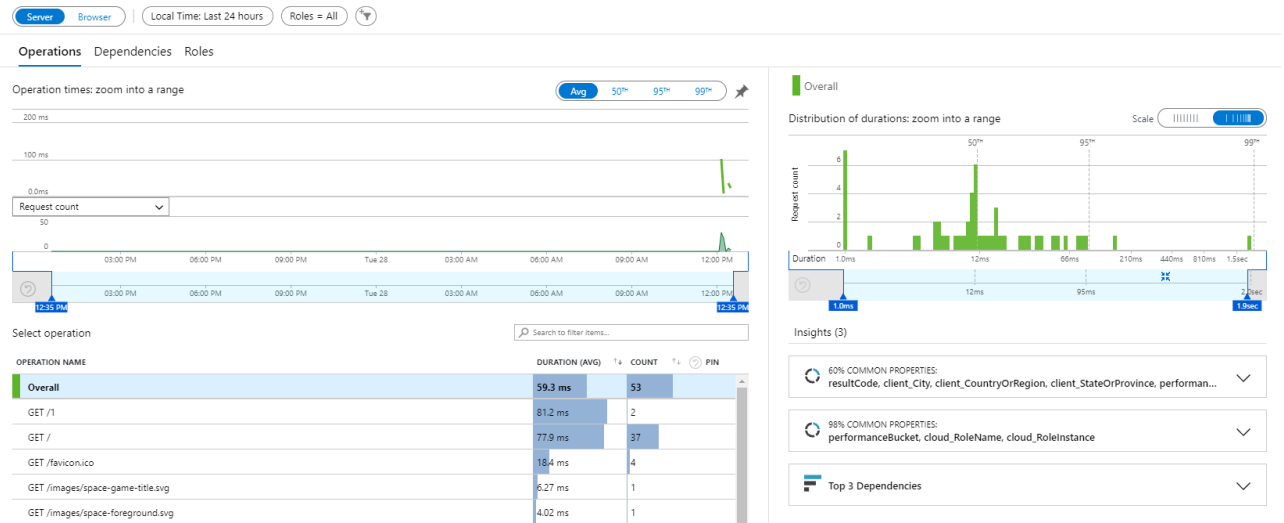 Server Browser Local Time: Last 24 hours Roles = All
Operations Dependencies Roles
Operation times: zoom into a range
Avg 50TH 95TH 99TH
200 ms
100 ms
0.0ms
Request count
50
0
03:00 PM 06:00 PM 09:00 PM Tue 28 03:00 AM 06:00 AM 09:00 AM 12:00 PM
03:00 PM 06:00 PM 09:00 PM Tue 28 03:00 AM 06:00 AM 09:00 AM 12:00 PM
12:35 PM 12:35 PM
Select operation
Search to filter items...
OPERATION NAME DURATION (AVG) COUNT PIN
Overall 59.3 ms 53
GET /1 81.2 ms 2
GET / 77.9 ms 37
GET /favicon.ico 18.4 ms 4
GET /images/space-game-title.svg 6.27 ms 1
GET /images/space-foreground.svg 4.02 ms 1
Overall
Distribution of durations: zoom into a range
Scale
50TH 95TH 99TH
Request count
6
4
2
0
Duration 1.0ms 12ms 66ms 210ms 440ms 810ms 1.5sec
12ms 95ms
1.0ms 1.9sec
Insights (3)
60% COMMON PROPERTIES:
resultCode, client_City, client_CountryOrRegion, client_StateOrProvince, performan...
98% COMMON PROPERTIES:
performanceBucket, cloud_RoleName, cloud_RoleInstance
Top 3 Dependencies